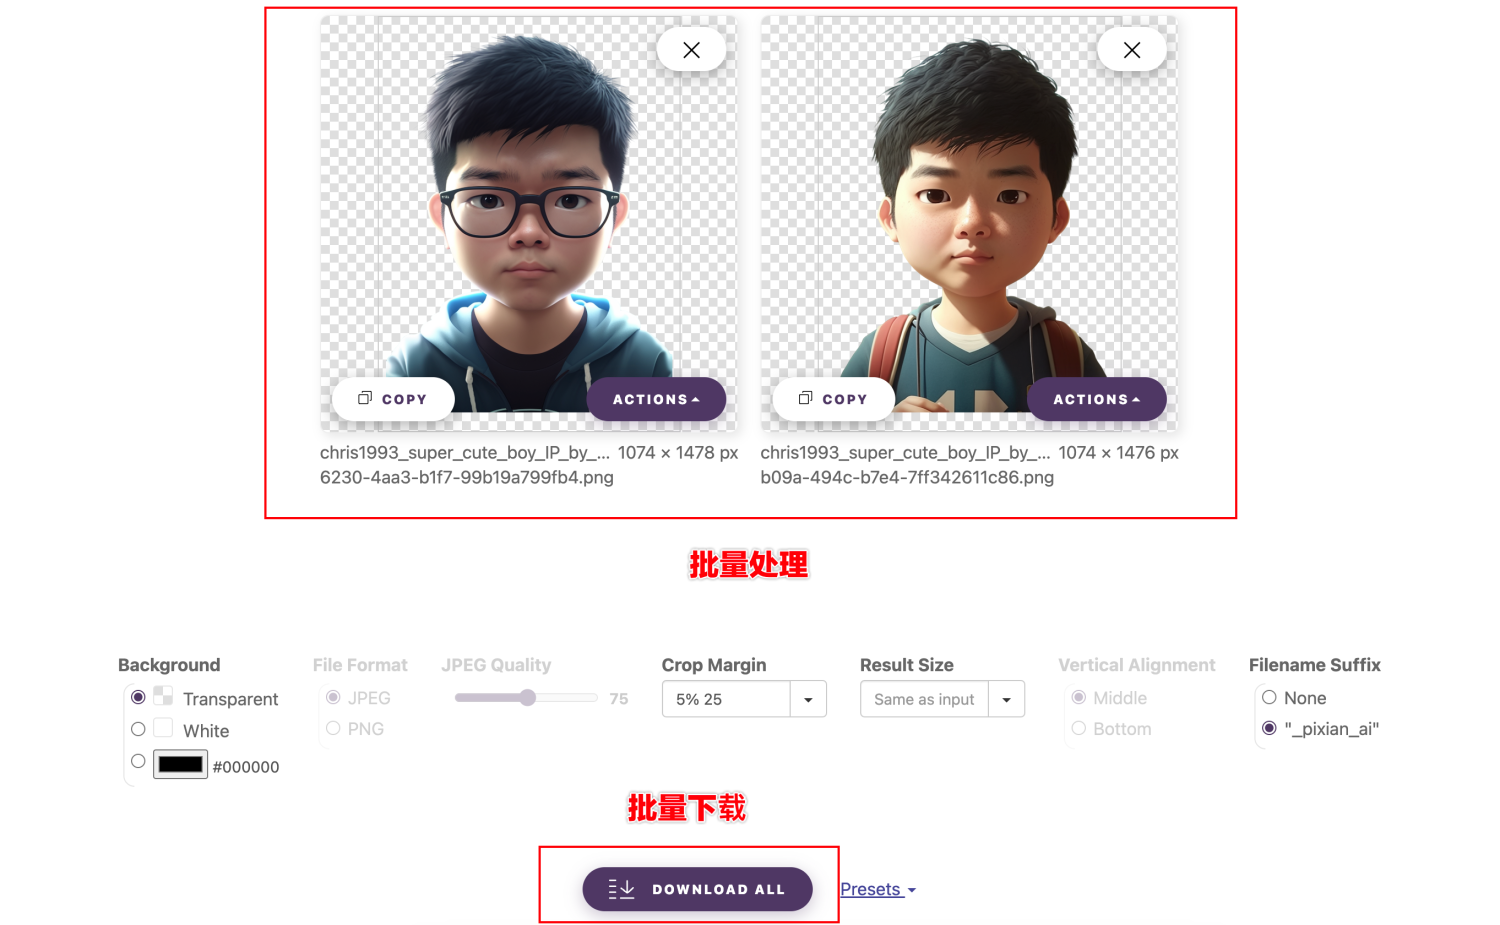 COPY
ACTIONS
COPY
ACTIONS
chris1993_super_cute_boy_IP_by_... 1074 × 1478 px
6230-4aa3-b1f7-99b19a799fb4.png
chris1993_super_cute_boy_IP_by_... 1074 × 1476 px
b09a-494c-b7e4-7ff342611c86.png
批量处理
Background
Transparent
White
#000000
File Format
JPEG
PNG
JPEG Quality
75
Crop Margin
5% 25
Result Size
Same as input
Vertical Alignment
Middle
Bottom
Filename Suffix
None
"_pixian_ai"
批量下载
DOWNLOAD ALL
Presets